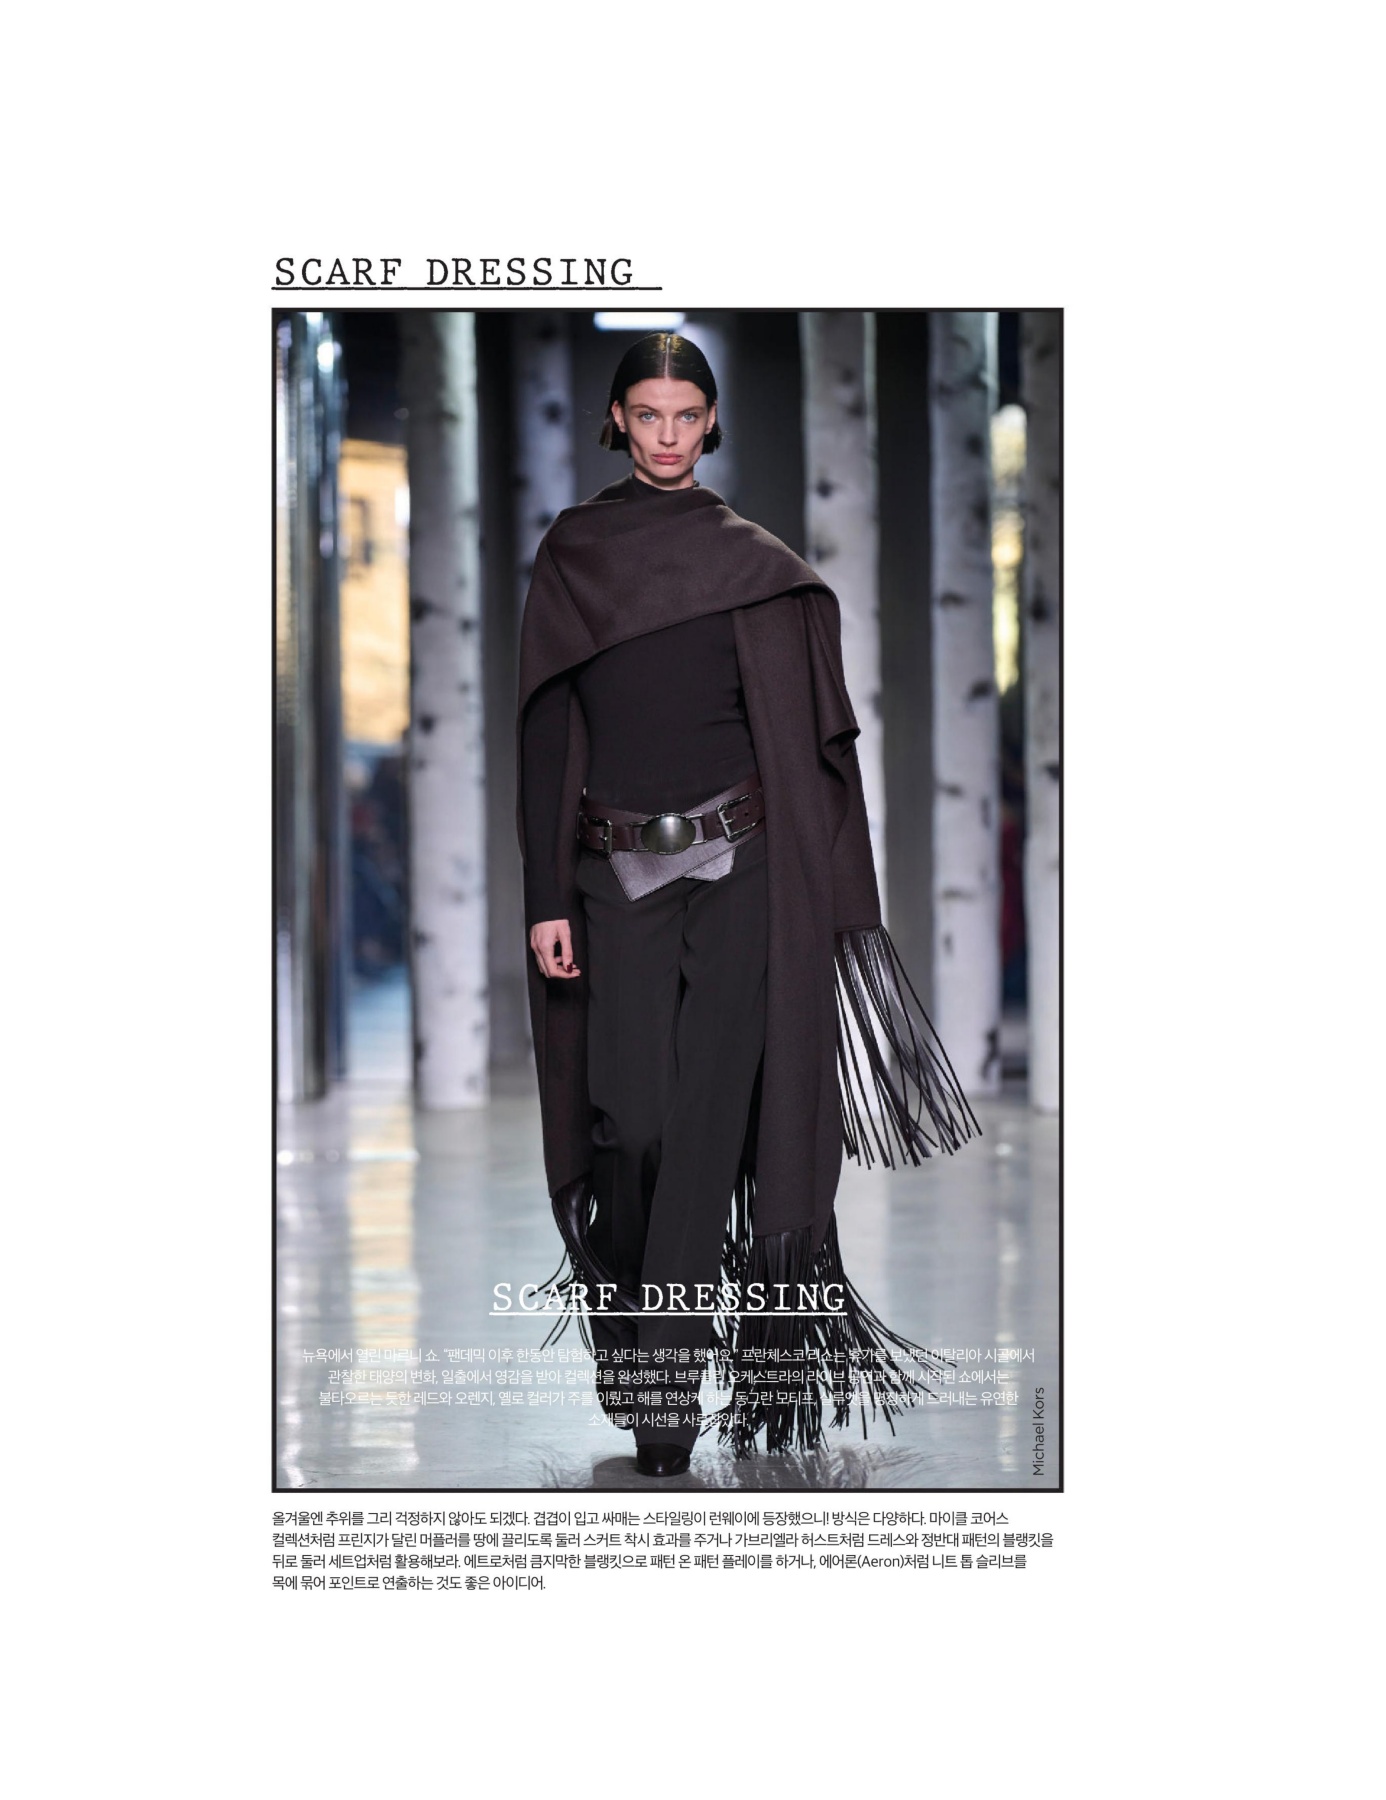 SCARF DRESSING
SCARF DRESSING
뉴욕에서 열린 마르니 쇼. “팬데믹 이후 한동안 탐험하고 싶다는 생각을 했어요.” 프란체스코 리쏘는 휴가를 보냈던 이탈리아 시골에서
관찰한 태양의 변화, 일출에서 영감을 받아 컬렉션을 완성했다. 브루클린 오케스트라의 라이브 공연과 함께 시작된 쇼에서는
불타오르는 듯한 레드와 오렌지, 옐로 컬러가 주를 이뤘고 해를 연상케 하는 동그란 모티프, 실루엣을 명징하게 드러내는 유연한
소재들이 시선을 사로잡았다.
Michael Kors
올겨울엔 추위를 그리 걱정하지 않아도 되겠다. 겹겹이 입고 싸매는 스타일링이 런웨이에 등장했으니! 방식은 다양하다. 마이클 코어스
컬렉션처럼 프린지가 달린 머플러를 땅에 끌리도록 둘러 스커트 착시 효과를 주거나 가브리엘라 허스트처럼 드레스와 정반대 패턴의 블랭킷을
뒤로 둘러 세트업처럼 활용해보라. 에트로처럼 큼지막한 블랭킷으로 패턴 온 패턴 플레이를 하거나, 에어론(Aeron)처럼 니트 톱 슬리브를
목에 묶어 포인트로 연출하는 것도 좋은 아이디어.